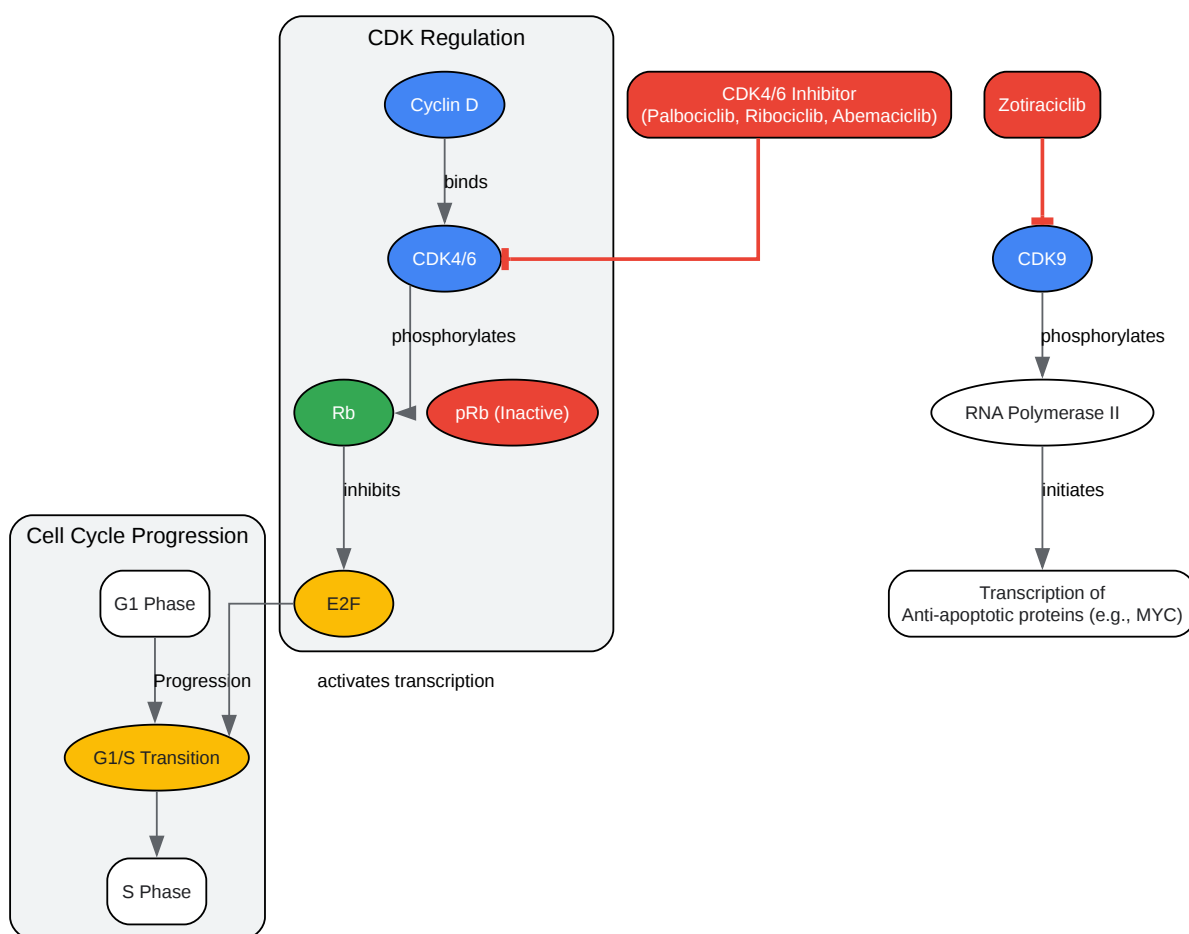 CDK Regulation
Cyclin D
CDK4/6 Inhibitor
(Palbociclib, Ribociclib, Abemaciclib)
Zotiraciclib
binds
CDK4/6
CDK9
phosphorylates
phosphorylates
Rb
pRb (Inactive)
RNA Polymerase II
inhibits
initiates
Cell Cycle Progression
G1 Phase
E2F
Transcription of
Anti-apoptotic proteins (e.g., MYC)
Progression
activates transcription
G1/S Transition
S Phase